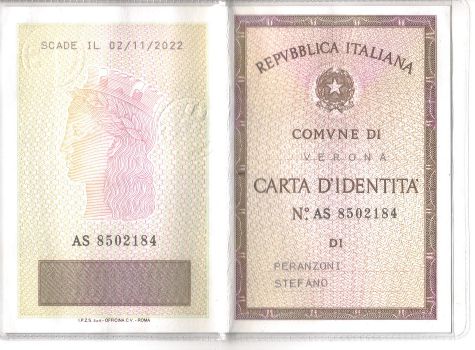 SCADE IL 02/11/2022
AS 8502184
I.P.Z.S. S.p.A. - OFFICINA C.V. - ROMA
REPVBBLICA ITALIANA
COMVNE DI
VERONA
CARTA D'IDENTITA'
N° AS 8502184
DI
PERANZONI
STEFANO